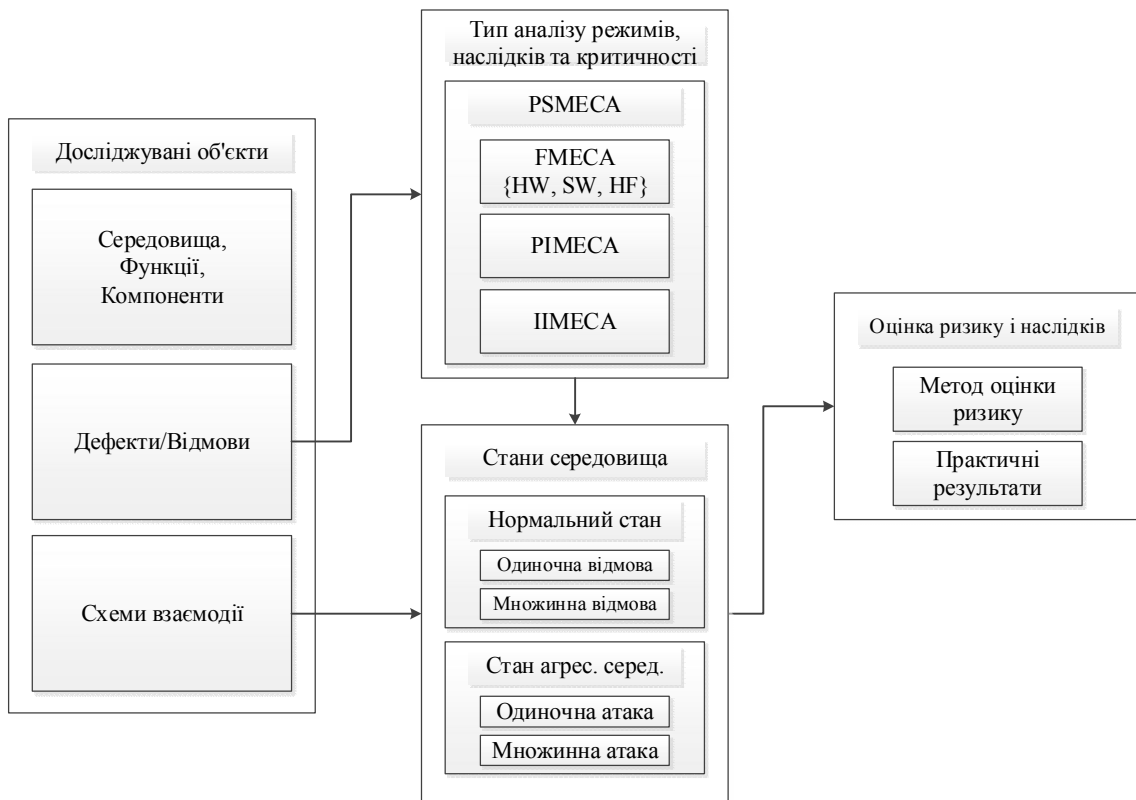 Досліджувані об'єкти
Середовища,
Функції,
Компоненти
Дефекти/Відмови
Схеми взаємодії
Тип аналізу режимів,
наслідків та критичності
PSMECA
FMECA
{HW, SW, HF}
PIMECA
IIMECA
Стани середовища
Нормальний стан
Одиночна відмова
Множинна відмова
Стан агрес. серед.
Одиночна атака
Множинна атака
Оцінка ризику і наслідків
Метод оцінки
ризику
Практичні
результати